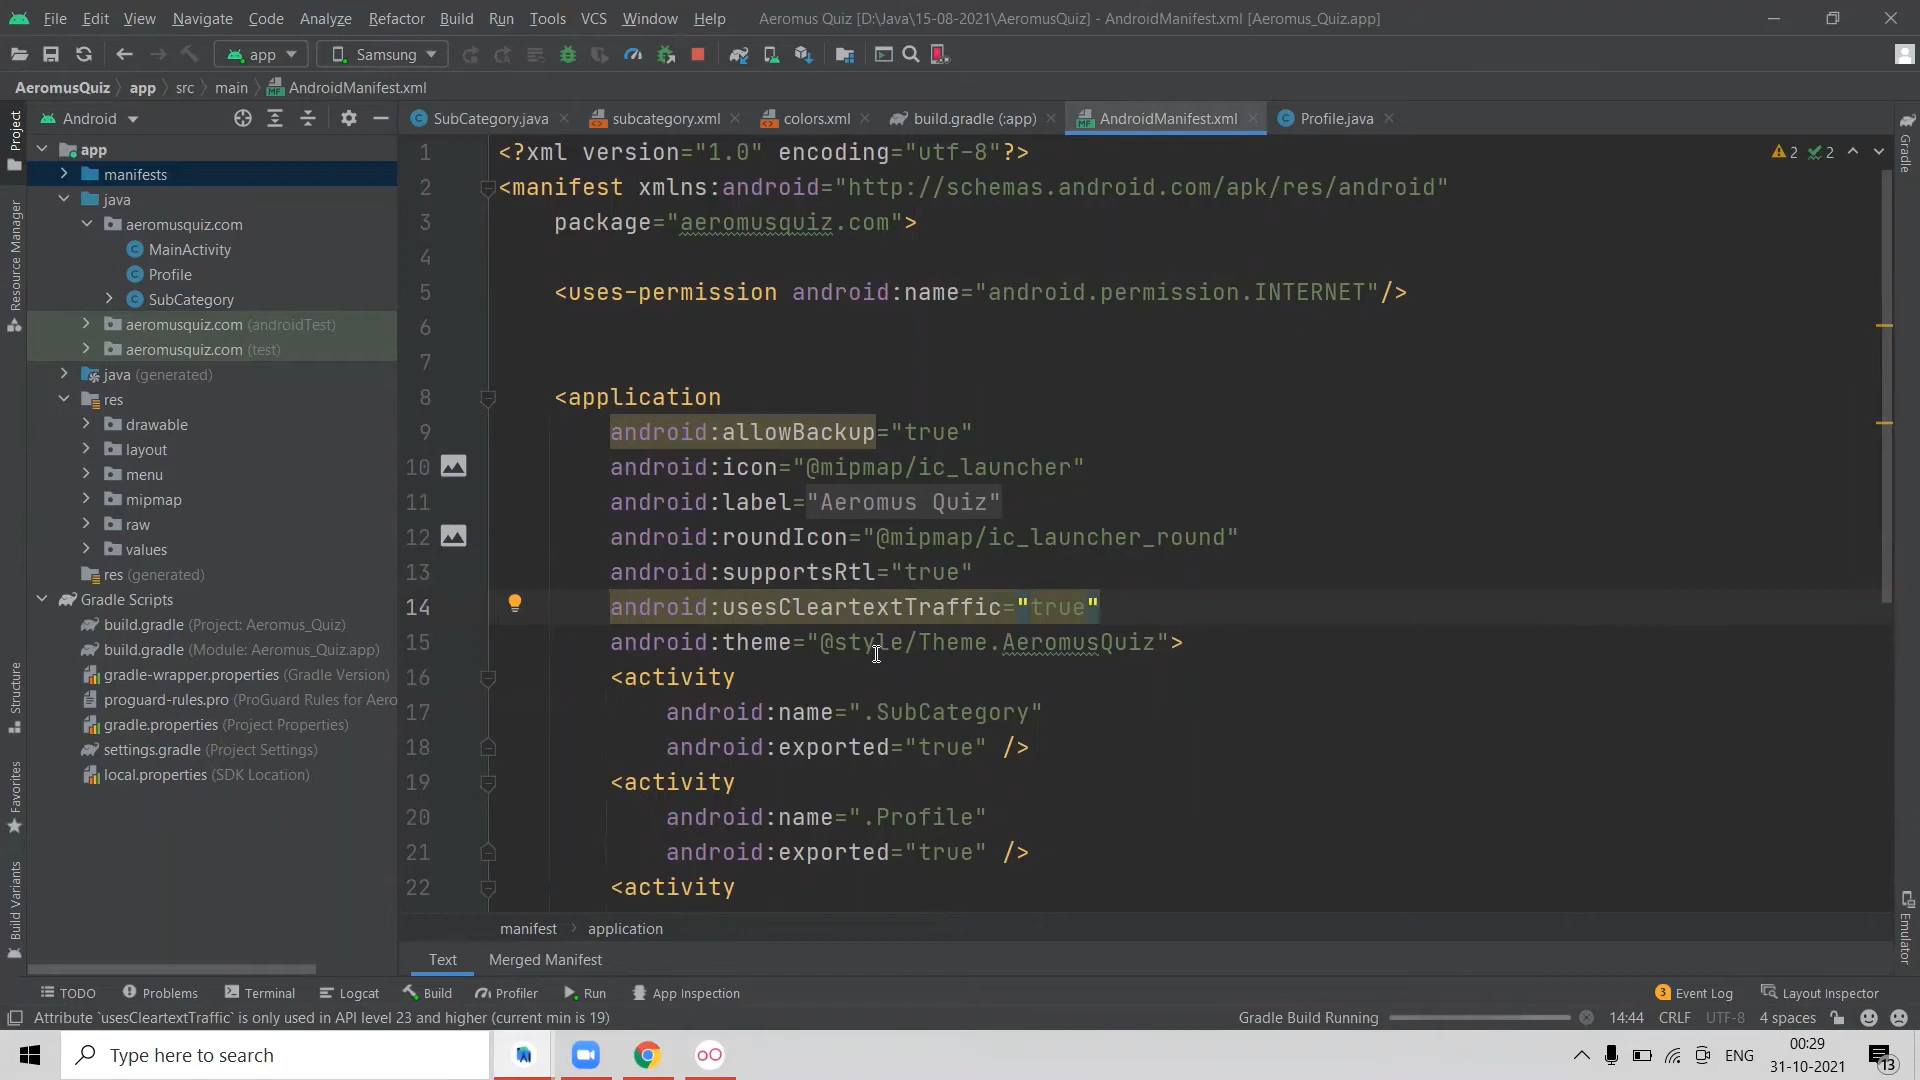 File Edit View Navigate Code Analyze Refactor Build Run Tools VCS Window Help Aeromus Quiz [D:\Java\15-08-2021\AeromusQuiz] - AndroidManifest.xml [Aeromus_Quiz.app]
app Samsung
AeromusQuiz app src main AndroidManifest.xml
Android
SubCategory.java subcategory.xml colors.xml build.gradle (:app) AndroidManifest.xml Profile.java
Project
Resource Manager
Structure
Favorites
Build Variants
app
manifests
java
aeromusquiz.com
MainActivity
Profile
SubCategory
aeromusquiz.com (androidTest)
aeromusquiz.com (test)
java (generated)
res
drawable
layout
menu
mipmap
raw
values
res (generated)
Gradle Scripts
build.gradle (Project: Aeromus_Quiz)
build.gradle (Module: Aeromus_Quiz.app)
gradle-wrapper.properties (Gradle Version)
proguard-rules.pro (ProGuard Rules for Aero
gradle.properties (Project Properties)
settings.gradle (Project Settings)
local.properties (SDK Location)
1 <?xml version="1.0" encoding="utf-8"?>
2 <manifest xmlns:android="http://schemas.android.com/apk/res/android"
3 package="aeromusquiz.com">
4
5 <uses-permission android:name="android.permission.INTERNET"/>
6
7
8 <application
9 android:allowBackup="true"
10 android:icon="@mipmap/ic_launcher"
11 android:label="Aeromus Quiz"
12 android:roundIcon="@mipmap/ic_launcher_round"
13 android:supportsRtl="true"
14 android:usesCleartextTraffic="true"
15 android:theme="@style/Theme.AeromusQuiz">
16 <activity
17 android:name=".SubCategory"
18 android:exported="true" />
19 <activity
20 android:name=".Profile"
21 android:exported="true" />
22 <activity
2 2
Gradle
Emulator
manifest application
Text Merged Manifest
TODO Problems Terminal Logcat Build Profiler Run App Inspection 3 Event Log Layout Inspector
Attribute `usesCleartextTraffic` is only used in API level 23 and higher (current min is 19) Gradle Build Running 14:44 CRLF UTF-8 4 spaces
Type here to search
ENG
00:29
31-10-2021
13